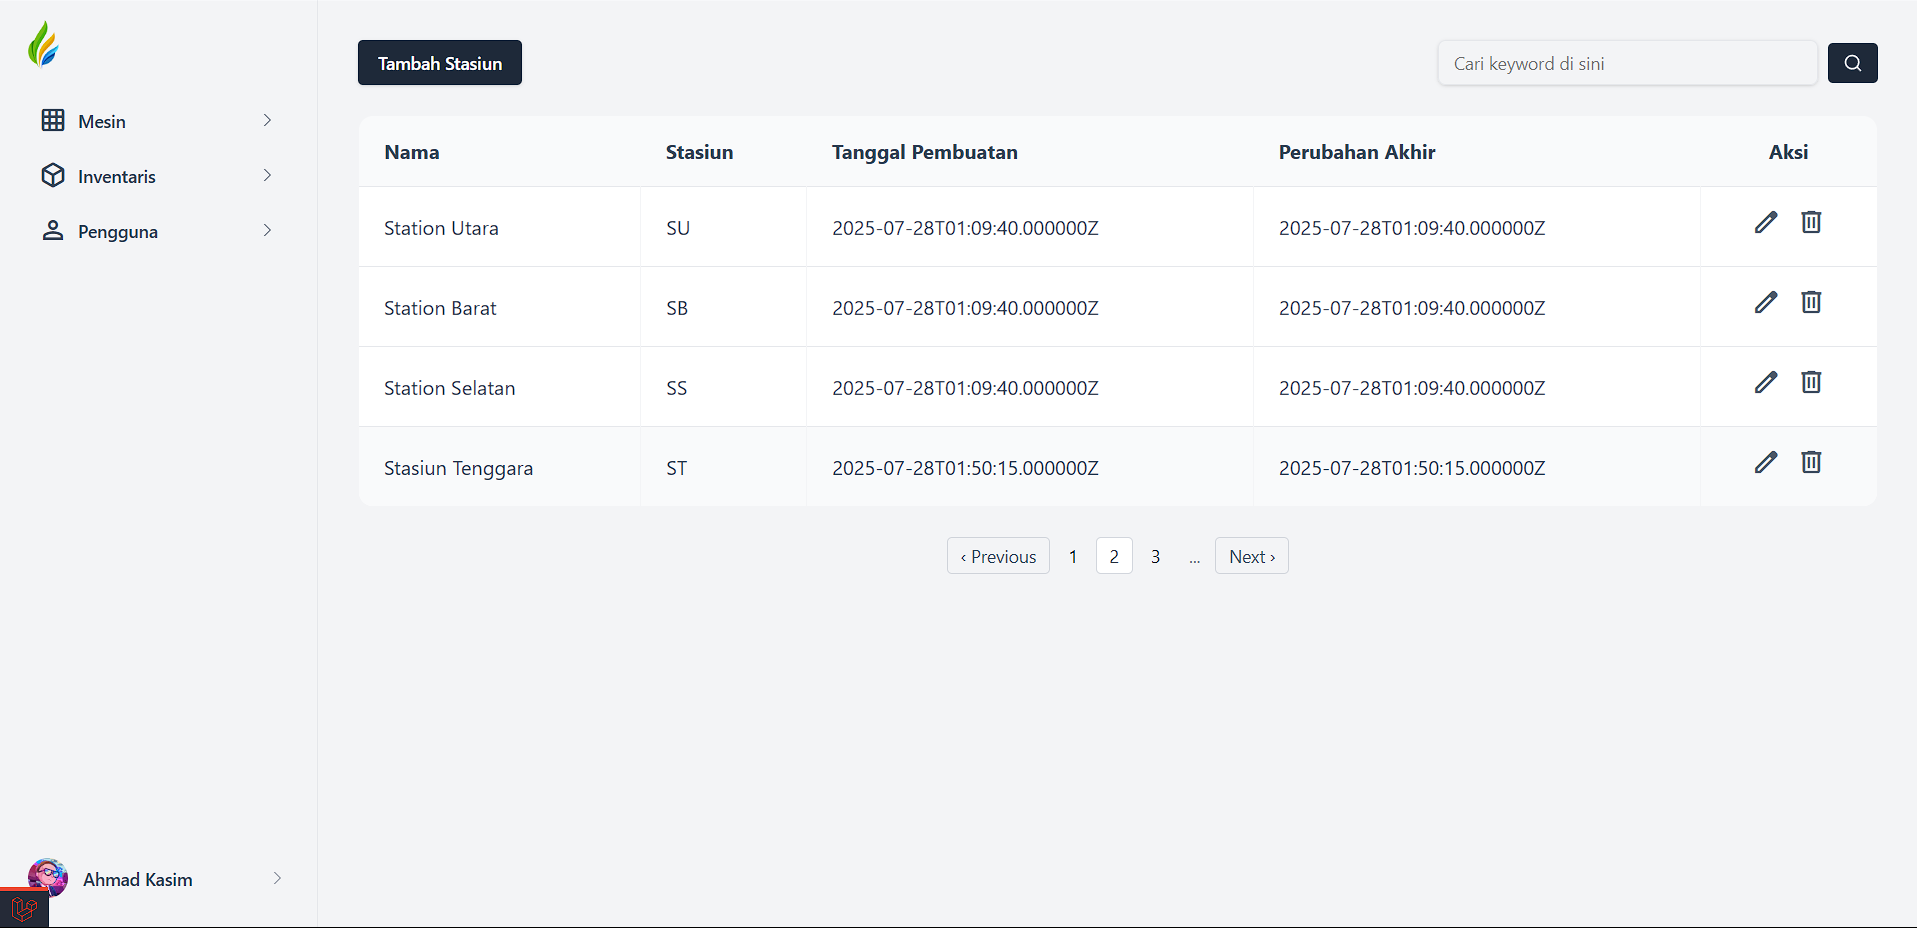 Tambah Stasiun
Cari keyword di sini
Mesin
Inventaris
Pengguna
Nama Stasiun Tanggal Pembuatan Perubahan Akhir Aksi
Station Utara SU 2025-07-28T01:09:40.000000Z 2025-07-28T01:09:40.000000Z
Station Barat SB 2025-07-28T01:09:40.000000Z 2025-07-28T01:09:40.000000Z
Station Selatan SS 2025-07-28T01:09:40.000000Z 2025-07-28T01:09:40.000000Z
Stasiun Tenggara ST 2025-07-28T01:50:15.000000Z 2025-07-28T01:50:15.000000Z
‹ Previous 1 2 3 ... Next ›
Ahmad Kasim